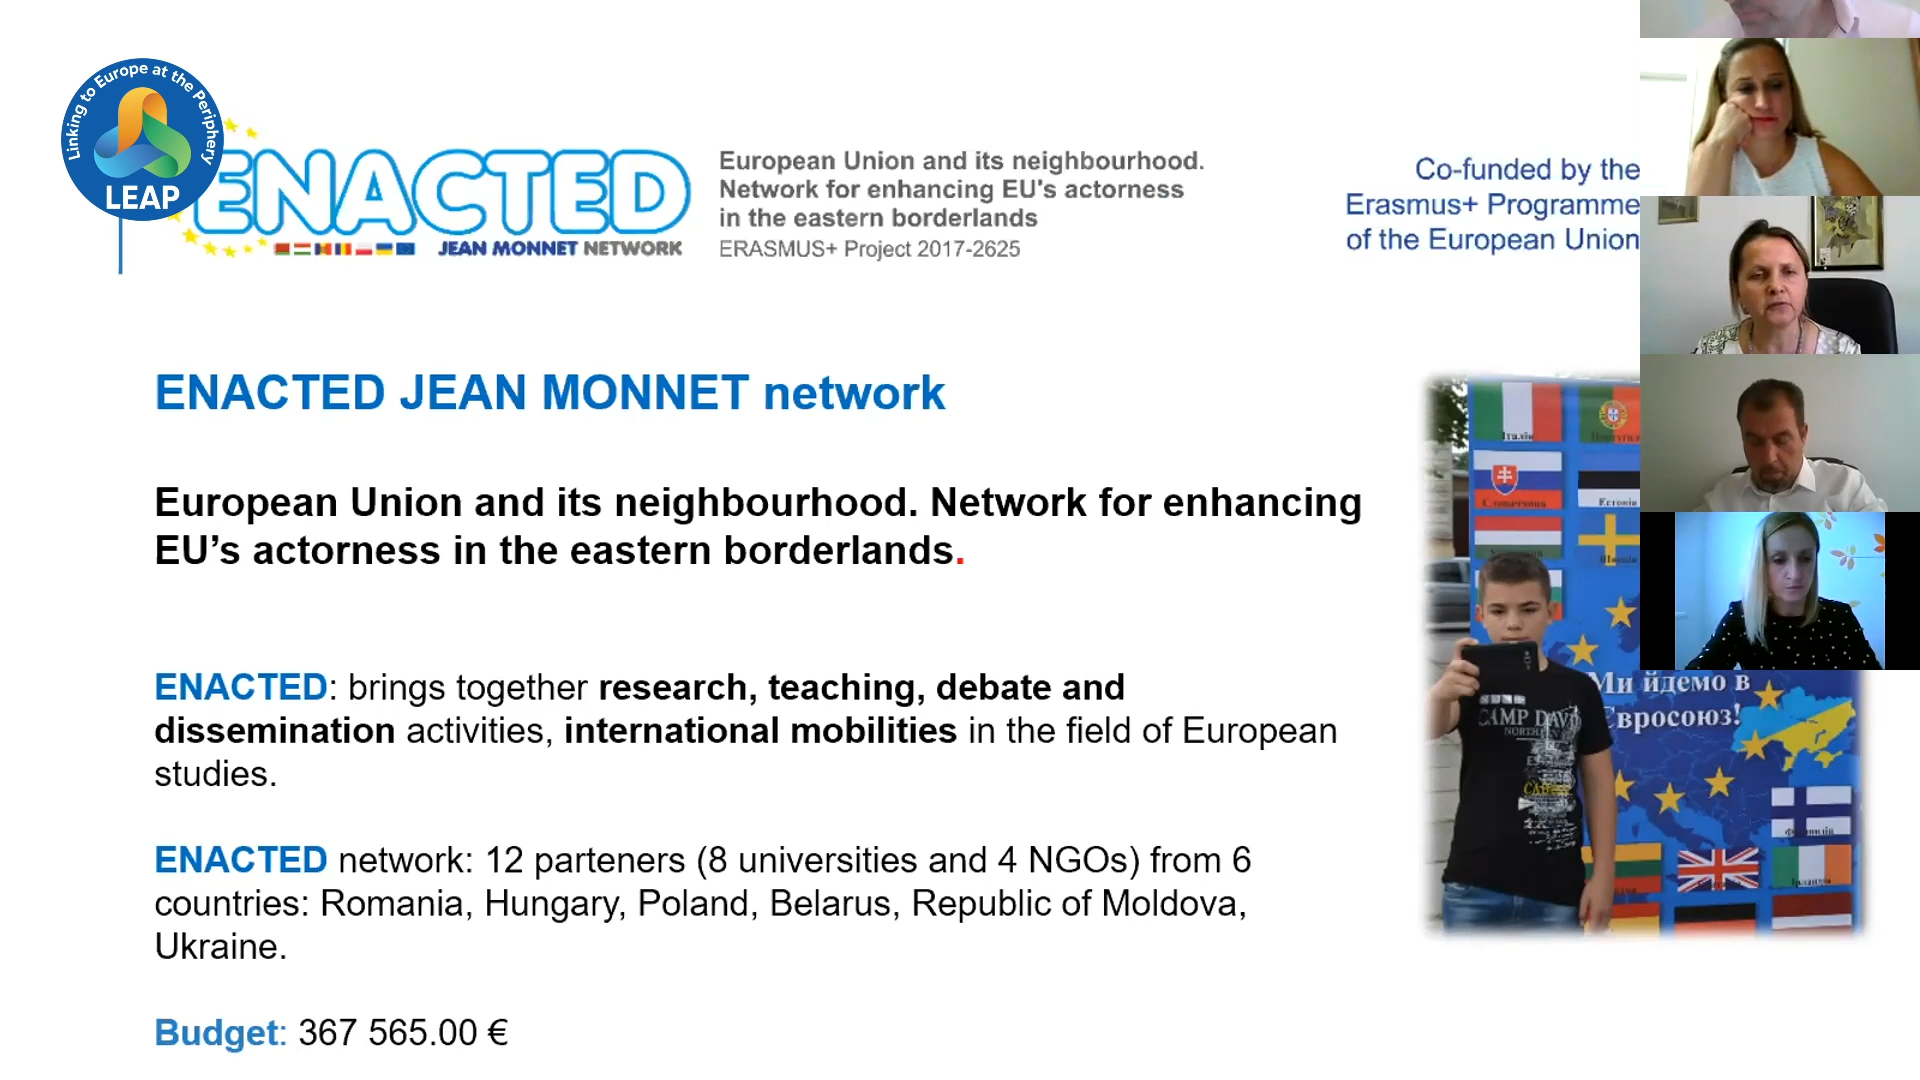 Linking to Europe at the Periphery
LEAP
ENACTED
JEAN MONNET NETWORK
European Union and its neighbourhood.
Network for enhancing EU's actorness
in the eastern borderlands
ERASMUS+ Project 2017-2625
Co-funded by the
Erasmus+ Programme
of the European Union
ENACTED JEAN MONNET network
European Union and its neighbourhood. Network for enhancing
EU’s actorness in the eastern borderlands.
ENACTED: brings together research, teaching, debate and
dissemination activities, international mobilities in the field of European
studies.
ENACTED network: 12 parteners (8 universities and 4 NGOs) from 6
countries: Romania, Hungary, Poland, Belarus, Republic of Moldova,
Ukraine.
Budget: 367 565.00 €
Італія
Естонія
Ми йдемо в
Євросоюз!
CAMP DAVI
Фінляндія
Ірландія